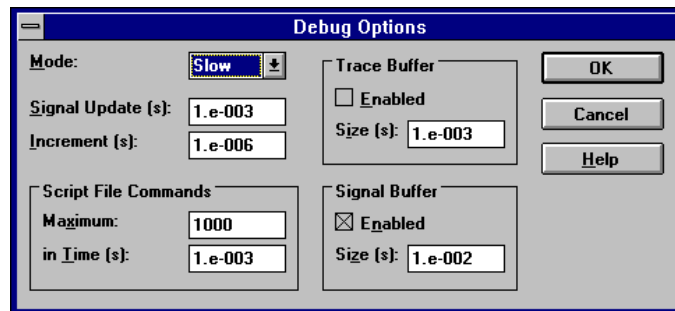 Debug Options
Mode: Slow
Signal Update (s): 1.e-003
Increment (s): 1.e-006
Script File Commands
Maximum: 1000
in Time (s): 1.e-003
Trace Buffer
Enabled
Size (s): 1.e-003
Signal Buffer
Enabled
Size (s): 1.e-002
OK
Cancel
Help